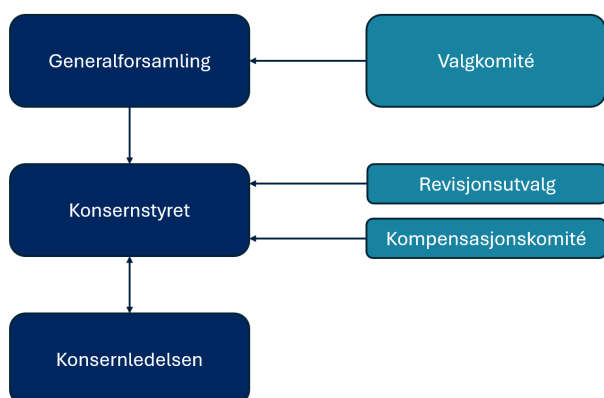 Generalforsamling
Valgkomité
Konsernstyret
Revisjonsutvalg
Kompensasjonskomité
Konsernledelsen